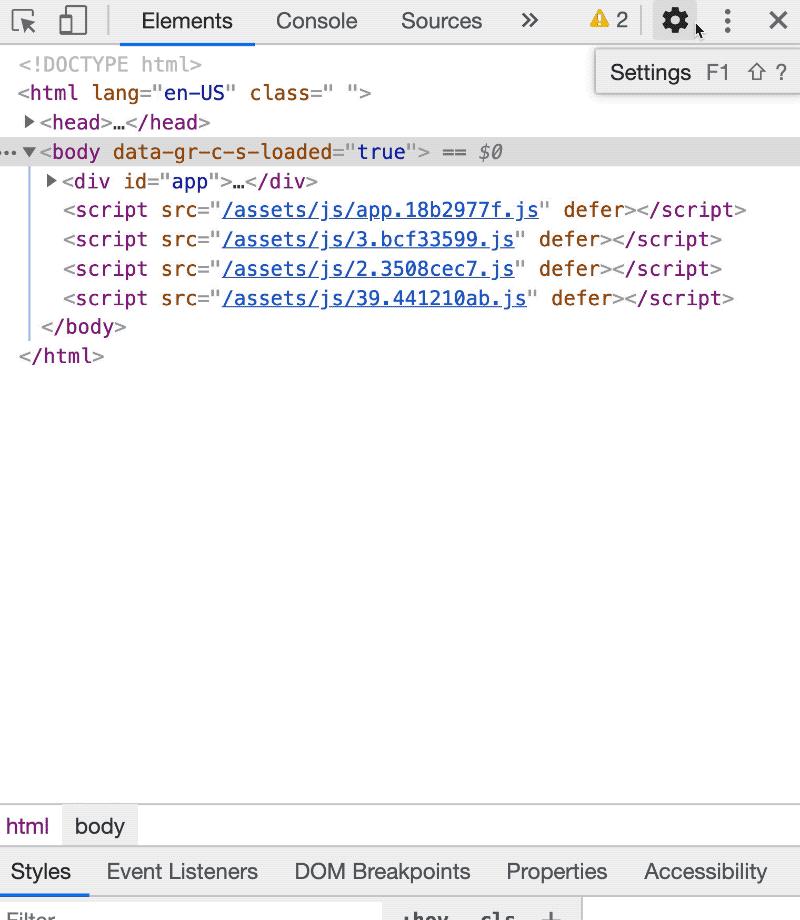 Elements Console Sources » 2
Settings F1 ⇧ ?
<!DOCTYPE html>
<html lang="en-US" class=" ">
<head>…</head>
<body data-gr-c-s-loaded="true"> == $0
<div id="app">…</div>
<script src="/assets/js/app.18b2977f.js" defer></script>
<script src="/assets/js/3.bcf33599.js" defer></script>
<script src="/assets/js/2.3508cec7.js" defer></script>
<script src="/assets/js/39.441210ab.js" defer></script>
</body>
</html>
html body
Styles Event Listeners DOM Breakpoints Properties Accessibility
Filter :hov .cls +